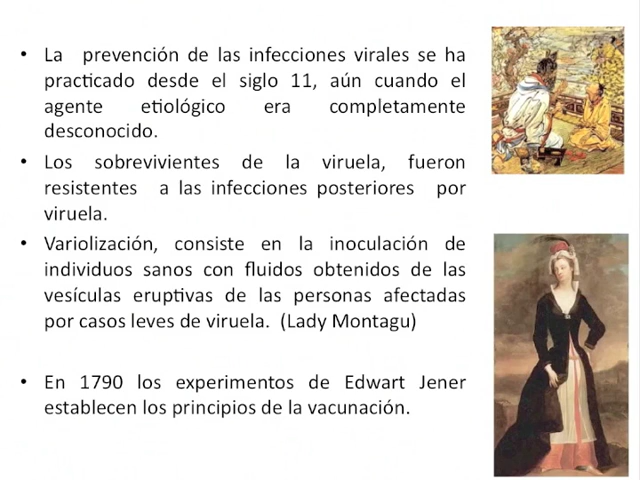 • La prevención de las infecciones virales se ha
practicado desde el siglo 11, aún cuando el
agente etiológico era completamente
desconocido.
• Los sobrevivientes de la viruela, fueron
resistentes a las infecciones posteriores por
viruela.
• Variolización, consiste en la inoculación de
individuos sanos con fluidos obtenidos de las
vesículas eruptivas de las personas afectadas
por casos leves de viruela. (Lady Montagu)
• En 1790 los experimentos de Edwart Jener
establecen los principios de la vacunación.